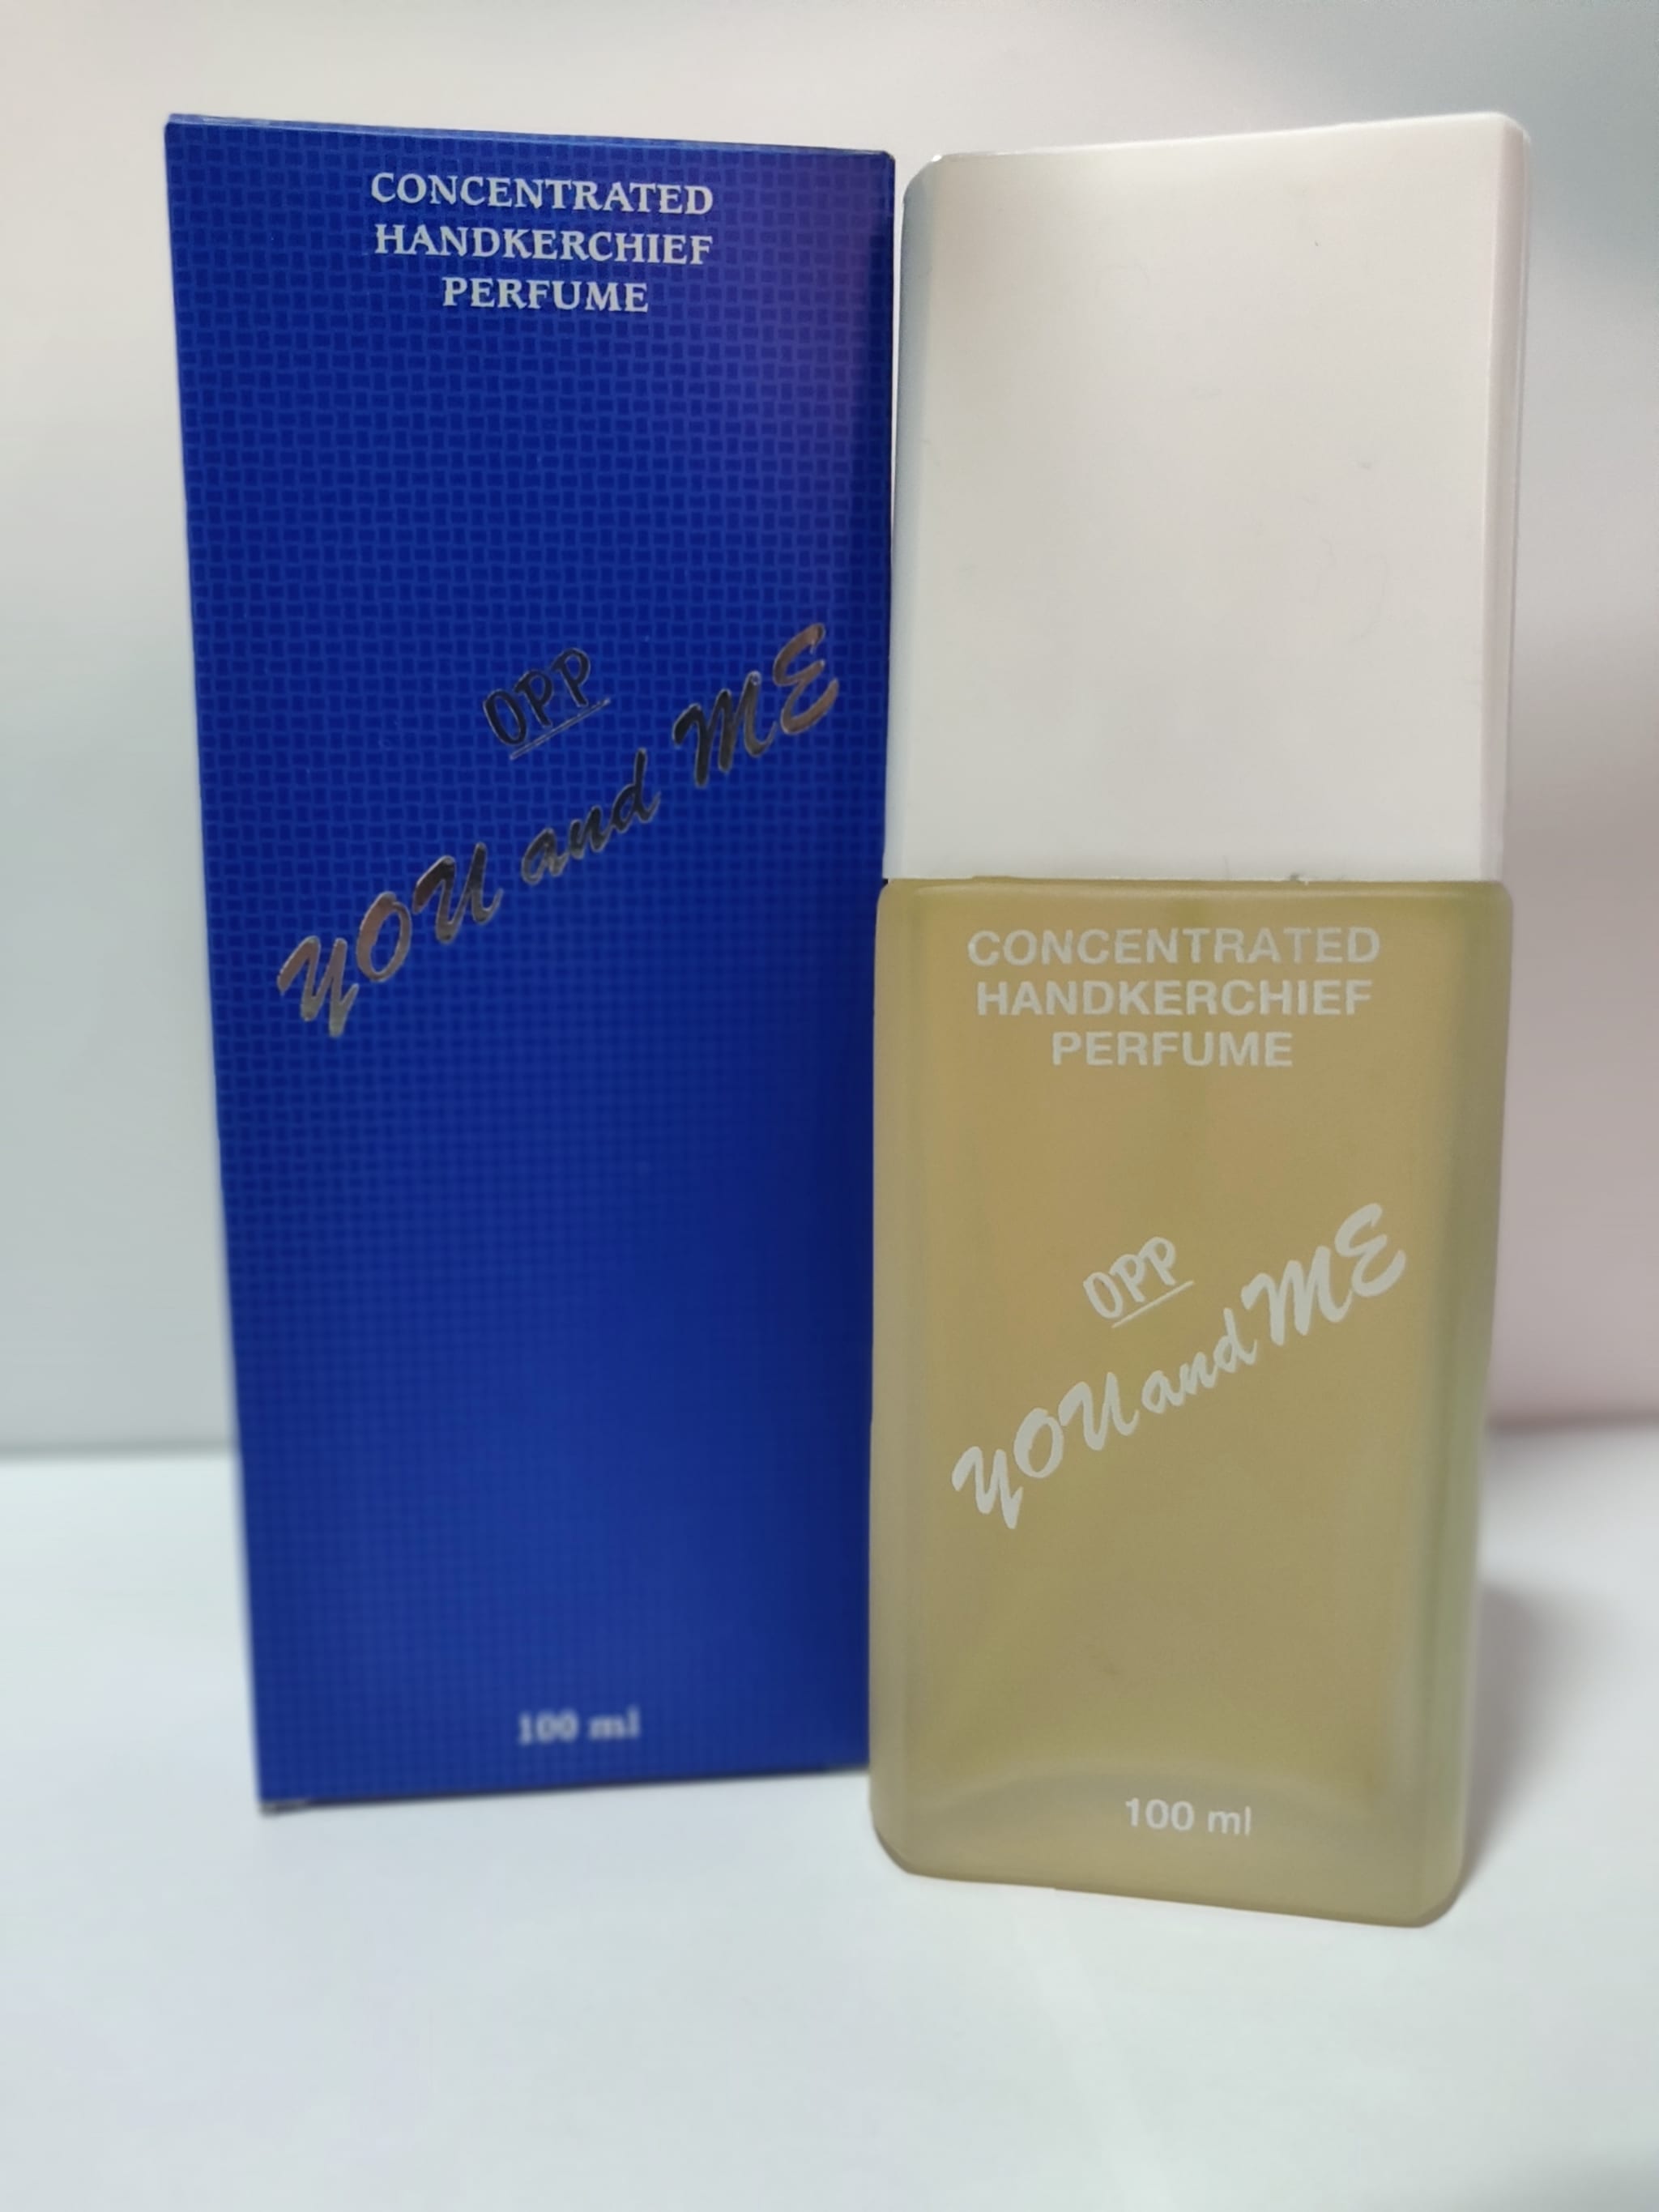 CONCENTRATED
HANDKERCHIEF
PERFUME
OPP
YOU and ME
100 ml
CONCENTRATED
HANDKERCHIEF
PERFUME
OPP
YOU and ME
100 ml